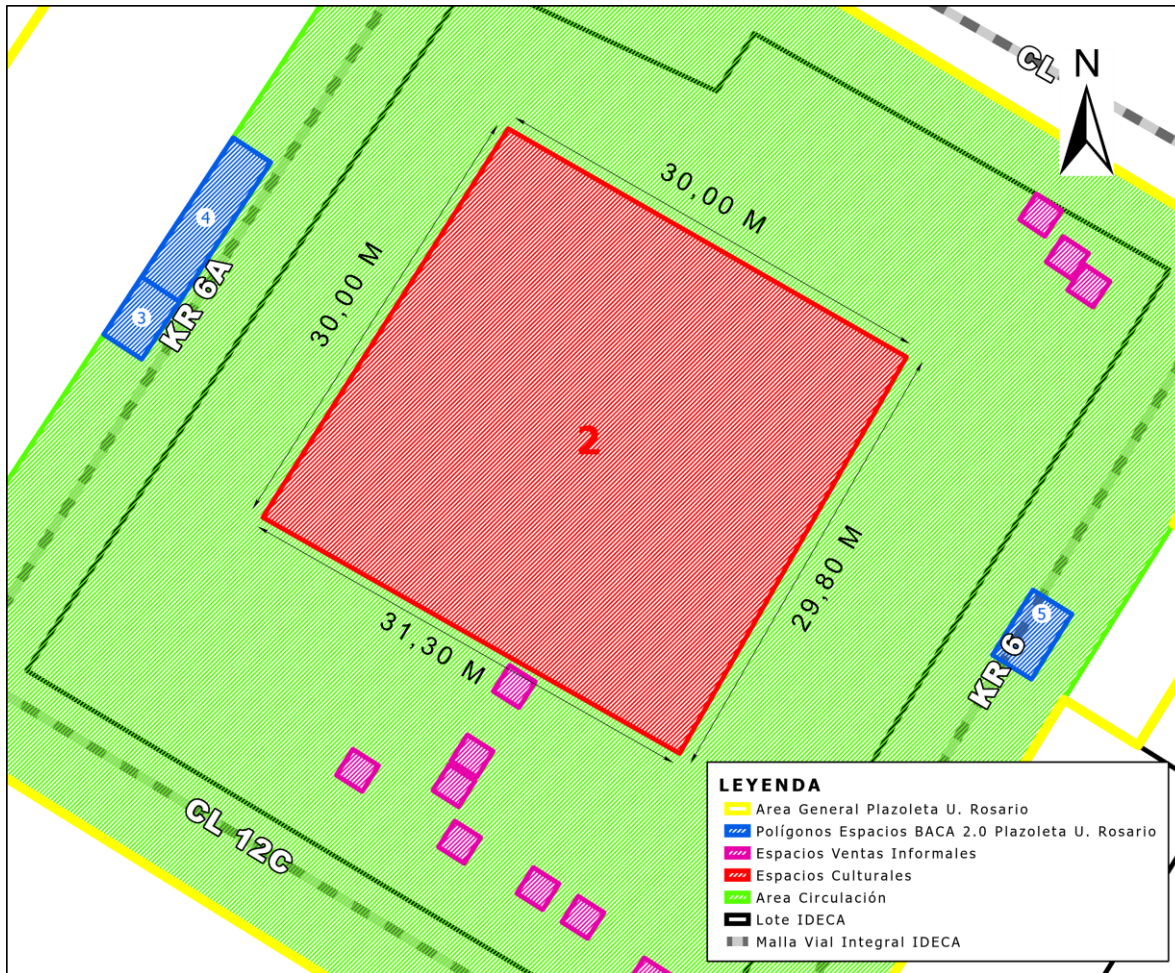 CL
N
30,00 M
4
30,00 M
KR 6A
3
2
29,80 M
5
KR 6
31,30 M
CL 12C
LEYENDA
Area General Plazoleta U. Rosario
Polígonos Espacios BACA 2.0 Plazoleta U. Rosario
Espacios Ventas Informales
Espacios Culturales
Area Circulación
Lote IDECA
Malla Vial Integral IDECA